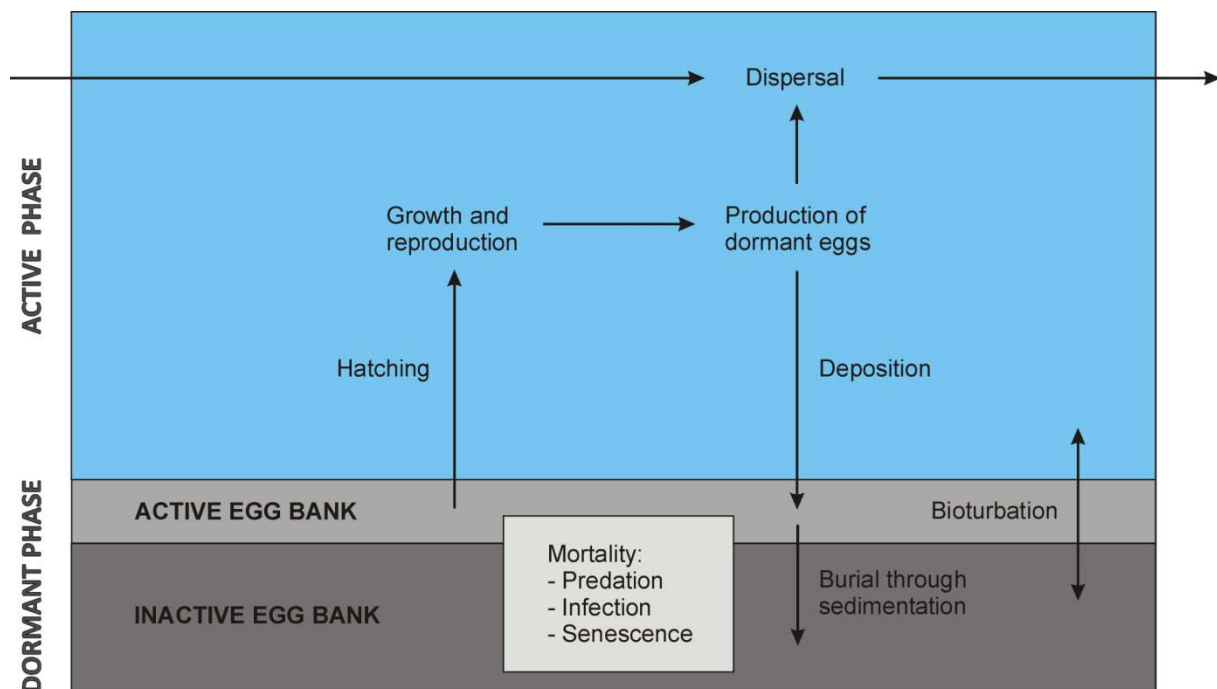 Dispersal
ACTIVE PHASE
Growth and
reproduction
Production of
dormant eggs
Hatching
Deposition
DORMANT PHASE
ACTIVE EGG BANK
Bioturbation
Mortality:
- Predation
- Infection
- Senescence
Burial through
sedimentation
INACTIVE EGG BANK